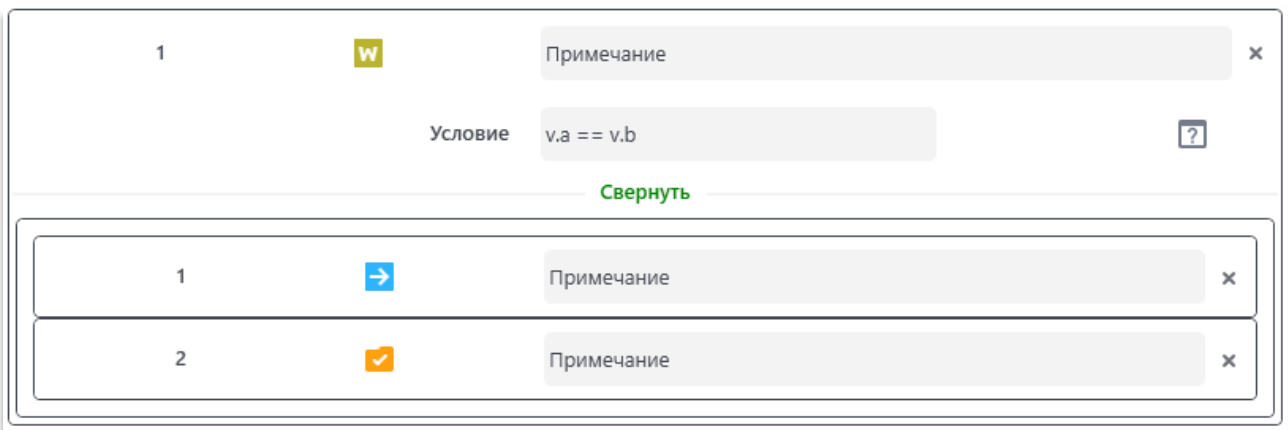 1 W Примечание ×
Условие v.a == v.b ?
Свернуть
1 → Примечание ×
2 Примечание ×